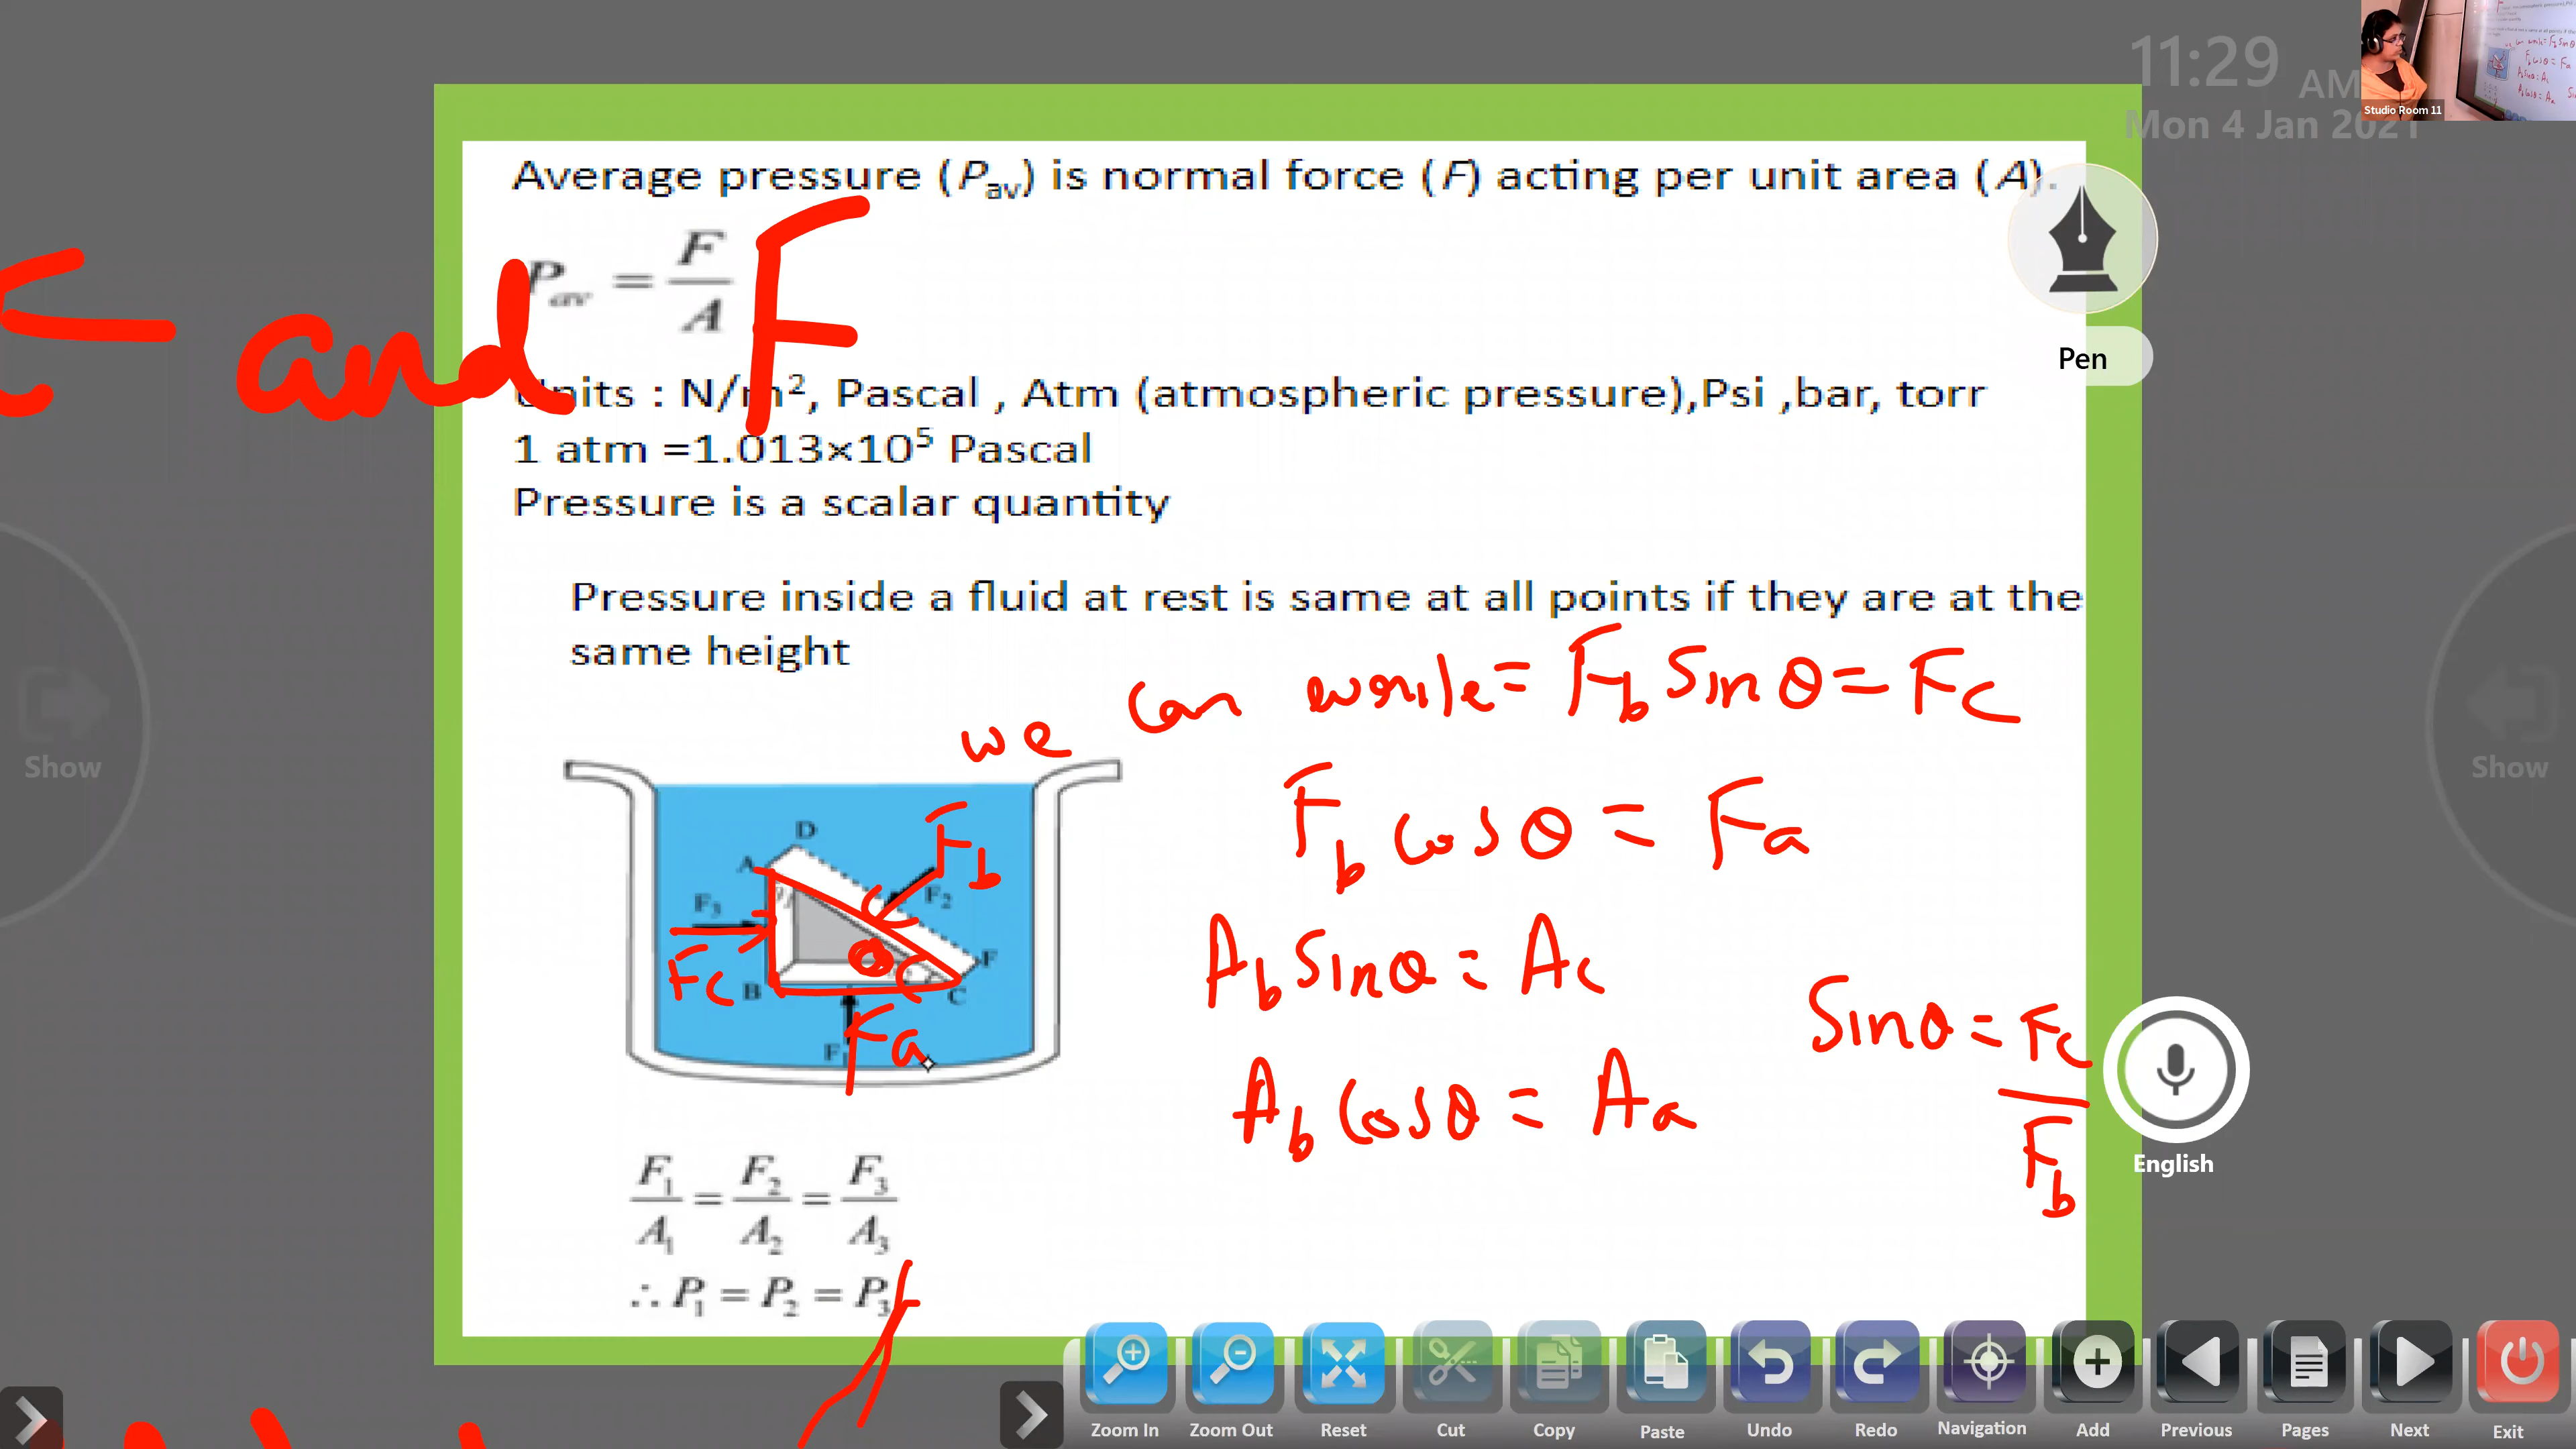 11:29 AM
Mon 4 Jan 2021
Studio Room 11
Average pressure (Pav) is normal force (F) acting per unit area (A).
Pav = F/A
F and F
Units : N/m², Pascal , Atm (atmospheric pressure),Psi ,bar, torr
1 atm =1.013×10⁵ Pascal
Pressure is a scalar quantity
Pen
Pressure inside a fluid at rest is same at all points if they are at the
same height
we can write = Fb Sin θ = Fc
Fb cos θ = Fa
Ab Sin θ = Ac
Ab cos θ = Aa
Sin θ = Fc/Fb
D
A
Fb
F2
F3
Fc
θ
F
B
C
Fa
F1
F1/A1 = F2/A2 = F3/A3
∴ P1 = P2 = P3
Show
Show
English
Zoom In
Zoom Out
Reset
Cut
Copy
Paste
Undo
Redo
Navigation
Add
Previous
Pages
Next
Exit